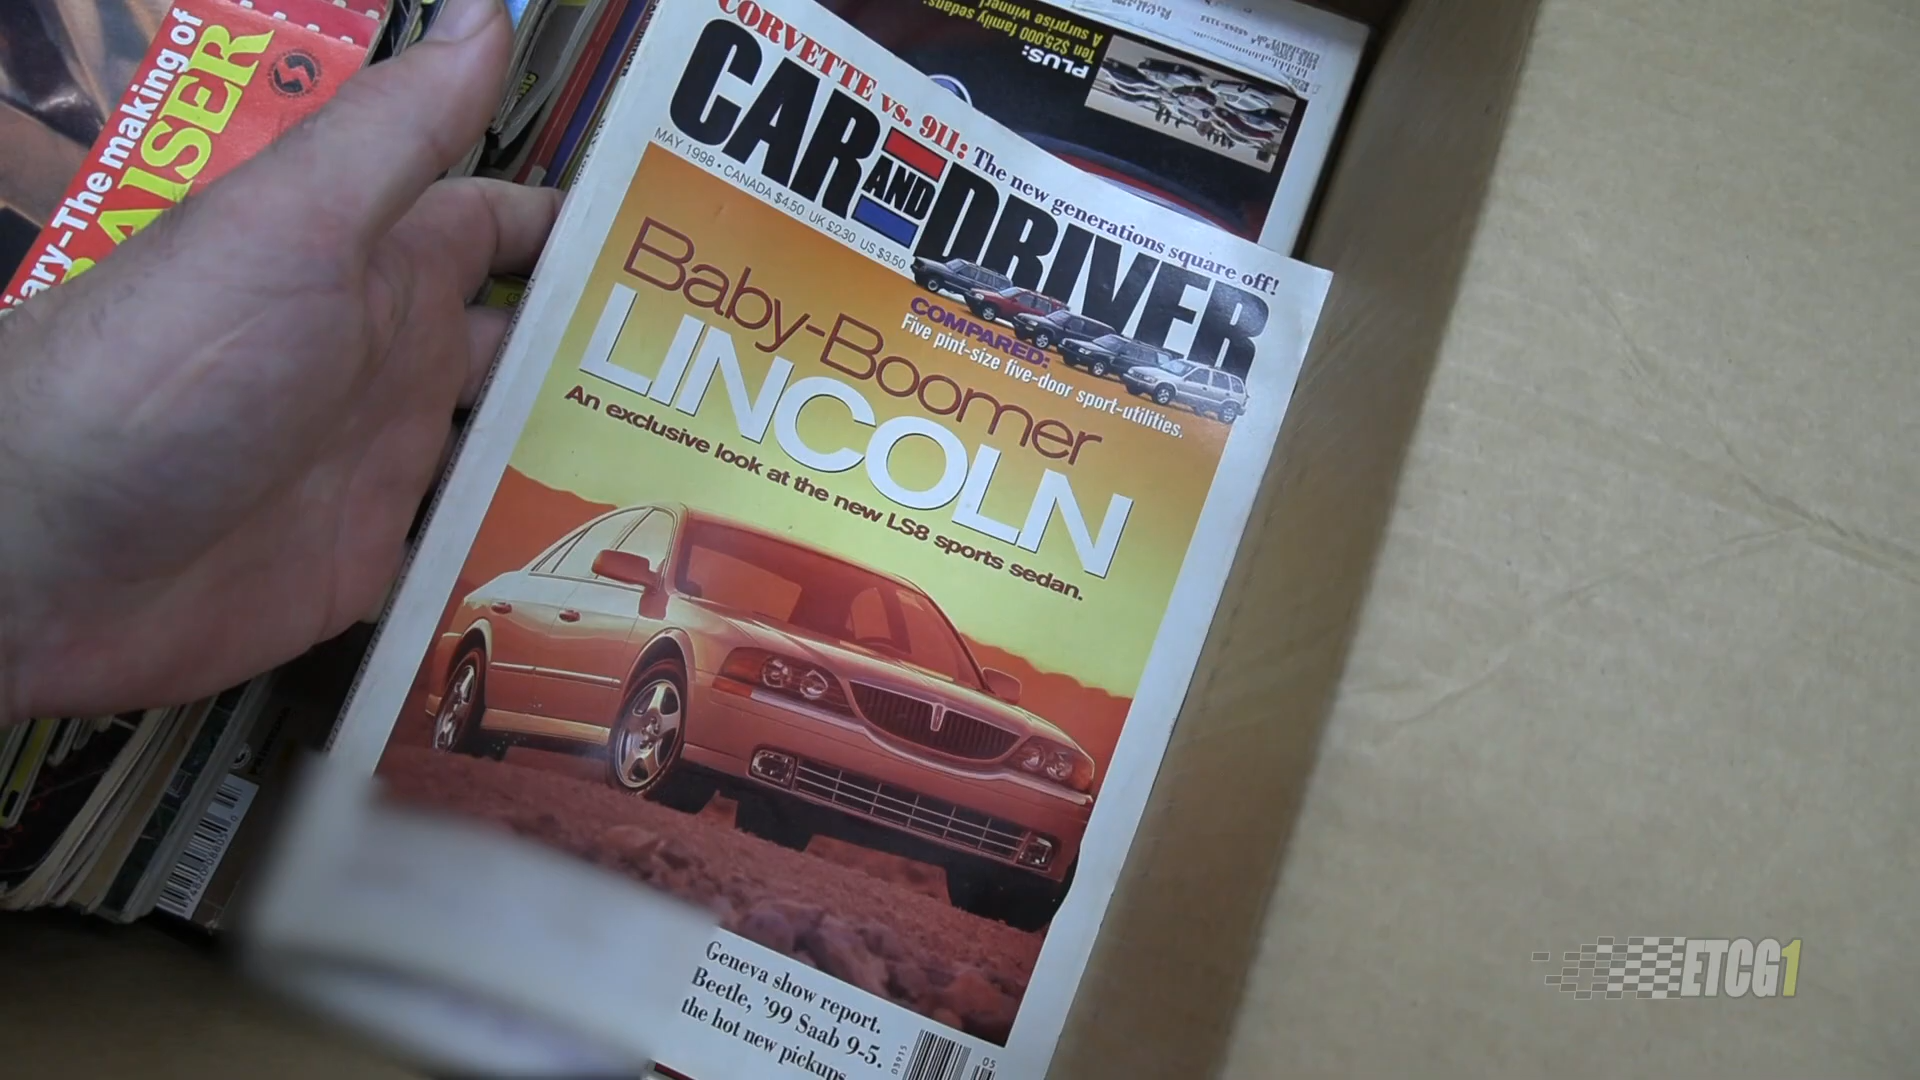 CORVETTE vs. 911: The new generations square off!
CAR AND DRIVER
MAY 1998 • CANADA $4.50 UK £2.30 US $3.50
COMPARED:
Five pint-size five-door sport-utilities.
Baby-Boomer
LINCOLN
An exclusive look at the new LS8 sports sedan.
Geneva show report.
Beetle, '99 Saab 9-5.
the hot new pickups
05
PLUS:
Ten $25,000 family sedans:
A surprise winner!
iary-The making of
AISER
ETCG1